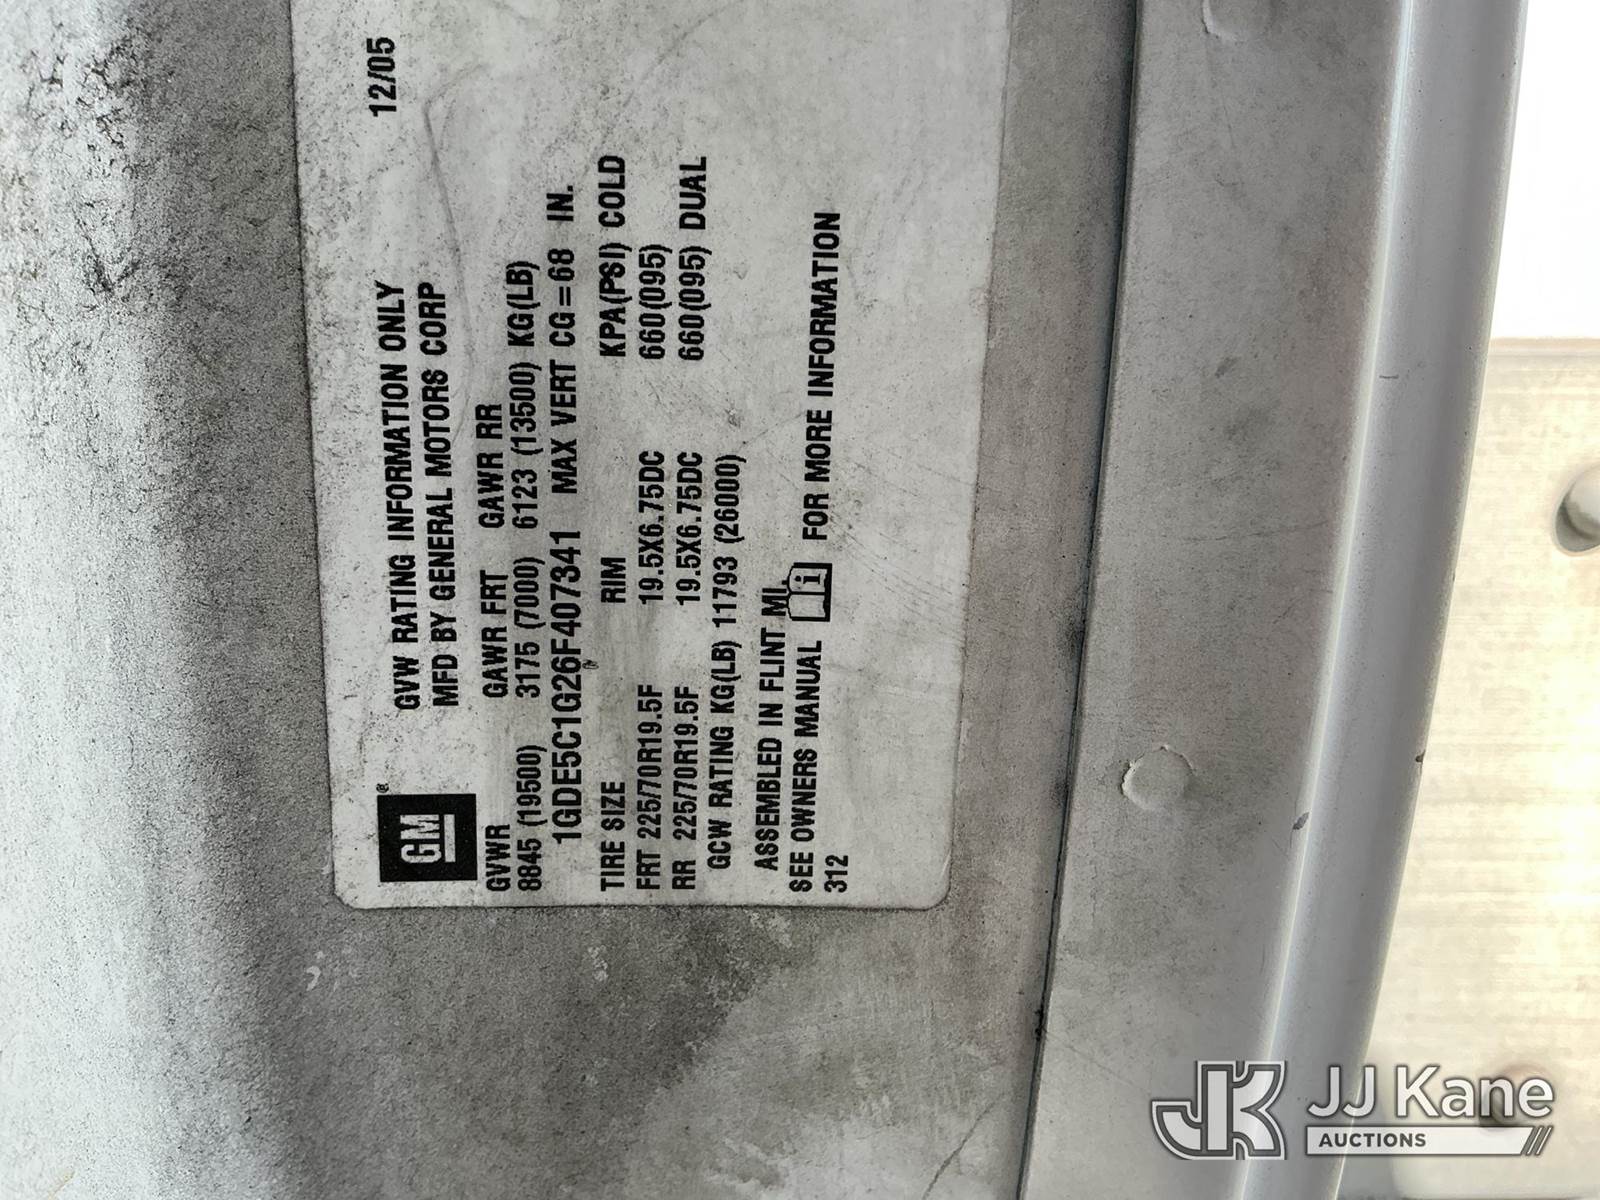 GM®
GVW RATING INFORMATION ONLY 12/05
MFD BY GENERAL MOTORS CORP
GVWR GAWR FRT GAWR RR
8845 (19500) 3175 (7000) 6123 (13500) KG(LB)
1GDE5C1G26F407341 MAX VERT CG=68 IN.
TIRE SIZE RIM KPA(PSI) COLD
FRT 225/70R19.5F 19.5X6.75DC 660(095)
RR 225/70R19.5F 19.5X6.75DC 660(095) DUAL
GCW RATING KG(LB) 11793 (26000)
ASSEMBLED IN FLINT MI.
SEE OWNERS MANUAL i FOR MORE INFORMATION
312
JK JJ Kane
AUCTIONS